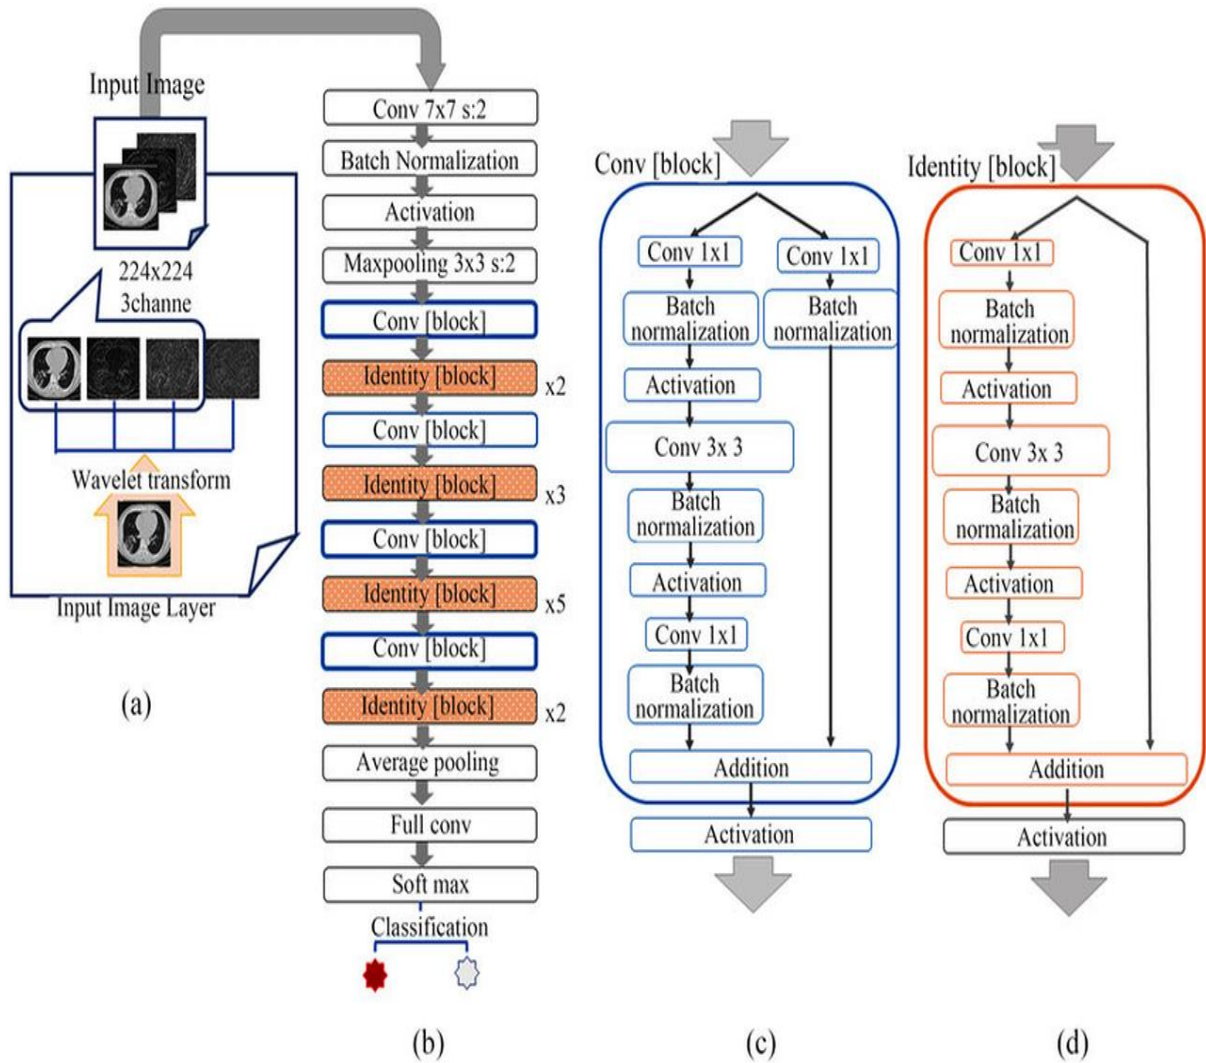 Input Image
224x224
3channe
Wavelet transform
Input Image Layer
(a)
Conv 7x7 s:2
Batch Normalization
Activation
Maxpooling 3x3 s:2
Conv [block]
Identity [block]
x2
Conv [block]
Identity [block]
x3
Conv [block]
Identity [block]
x5
Conv [block]
Identity [block]
x2
Average pooling
Full conv
Soft max
Classification
(b)
Conv [block]
Conv 1x1
Conv 1x1
Batch
normalization
Batch
normalization
Activation
Conv 3x 3
Batch
normalization
Activation
Conv 1x1
Batch
normalization
Addition
Activation
(c)
Identity [block]
Conv 1x1
Batch
normalization
Activation
Conv 3x 3
Batch
normalization
Activation
Conv 1x1
Batch
normalization
Addition
Activation
(d)